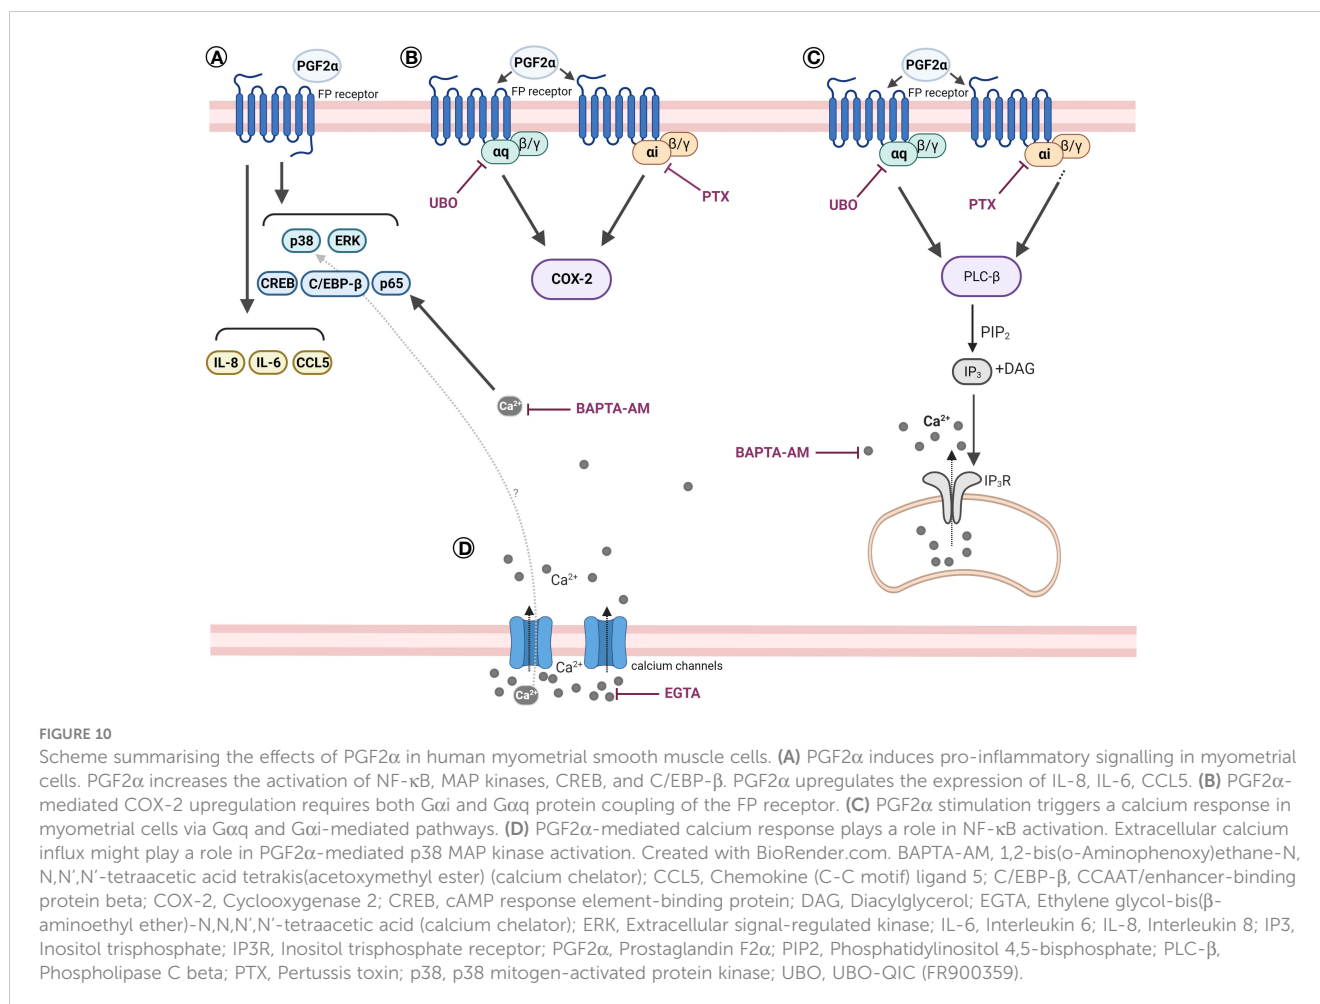 A
PGF2α
FP receptor
p38
ERK
CREB
C/EBP-β
p65
IL-8
IL-6
CCL5
B
PGF2α
FP receptor
αq
β/γ
αi
β/γ
UBO
PTX
COX-2
Ca²⁺
BAPTA-AM
?
C
PGF2α
FP receptor
αq
β/γ
αi
β/γ
UBO
PTX
PLC-β
PIP₂
IP₃
+DAG
Ca²⁺
BAPTA-AM
IP₃R
D
Ca²⁺
Ca²⁺
calcium channels
Ca²⁺
EGTA
FIGURE 10
Scheme summarising the effects of PGF2α in human myometrial smooth muscle cells. (A) PGF2α induces pro-inflammatory signalling in myometrial
cells. PGF2α increases the activation of NF-κB, MAP kinases, CREB, and C/EBP-β. PGF2α upregulates the expression of IL-8, IL-6, CCL5. (B) PGF2α-
mediated COX-2 upregulation requires both Gαi and Gαq protein coupling of the FP receptor. (C) PGF2α stimulation triggers a calcium response in
myometrial cells via Gαq and Gαi-mediated pathways. (D) PGF2α-mediated calcium response plays a role in NF-κB activation. Extracellular calcium
influx might play a role in PGF2α-mediated p38 MAP kinase activation. Created with BioRender.com. BAPTA-AM, 1,2-bis(o-Aminophenoxy)ethane-N,
N,N′,N′-tetraacetic acid tetrakis(acetoxymethyl ester) (calcium chelator); CCL5, Chemokine (C-C motif) ligand 5; C/EBP-β, CCAAT/enhancer-binding
protein beta; COX-2, Cyclooxygenase 2; CREB, cAMP response element-binding protein; DAG, Diacylglycerol; EGTA, Ethylene glycol-bis(β-
aminoethyl ether)-N,N,N′,N′-tetraacetic acid (calcium chelator); ERK, Extracellular signal-regulated kinase; IL-6, Interleukin 6; IL-8, Interleukin 8; IP3,
Inositol trisphosphate; IP3R, Inositol trisphosphate receptor; PGF2α, Prostaglandin F2α; PIP2, Phosphatidylinositol 4,5-bisphosphate; PLC-β,
Phospholipase C beta; PTX, Pertussis toxin; p38, p38 mitogen-activated protein kinase; UBO, UBO-QIC (FR900359).